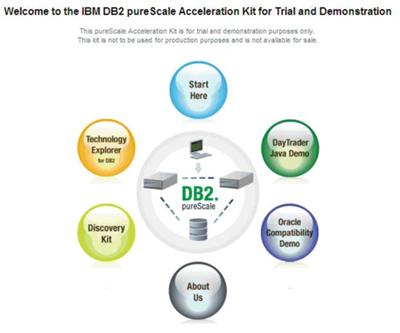 Welcome to the IBM DB2 pureScale Acceleration Kit for Trial and Demonstration
This pureScale Acceleration Kit is for trial and demonstration purposes only.
This kit is not to be used for production purposes and is not available for sale.
Start
Here
Technology
Explorer
for DB2
DayTrader
Java Demo
DB2.
pureScale
Discovery
Kit
Oracle
Compatibility
Demo
About
Us